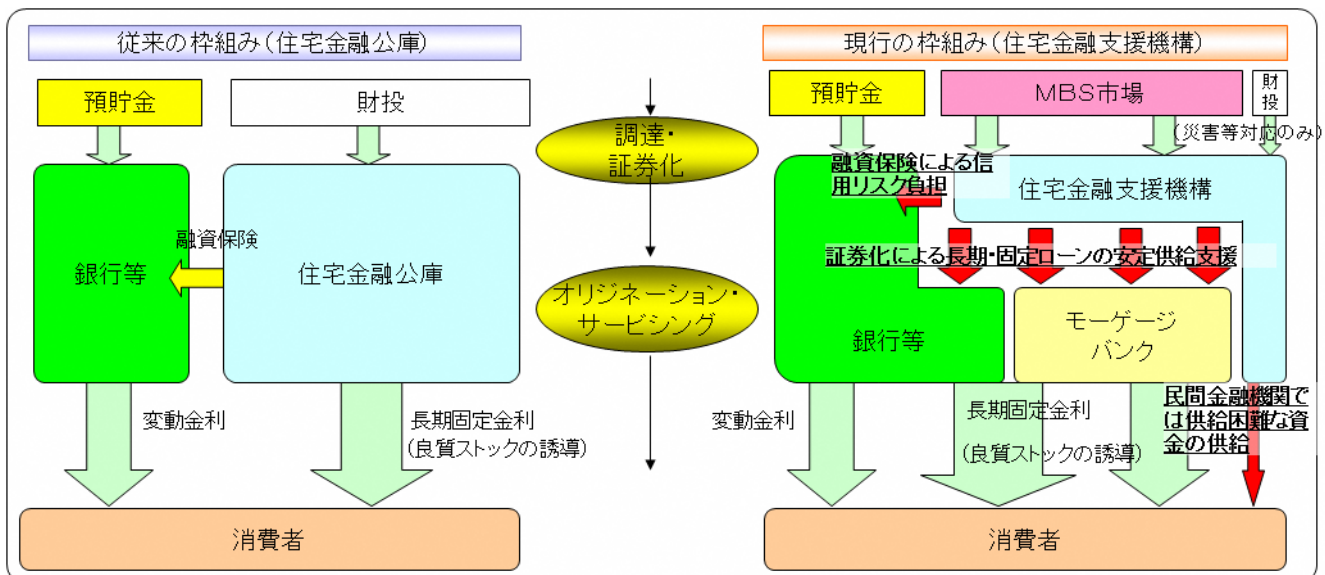 従来の枠組み（住宅金融公庫）
預貯金
財投
融資保険
銀行等
住宅金融公庫
変動金利
長期固定金利
(良質ストックの誘導)
消費者
調達・
証券化
オリジネーション・
サービシング
現行の枠組み（住宅金融支援機構）
預貯金
ＭＢＳ市場
財
投
(災害等対応のみ)
融資保険による信
用リスク負担
住宅金融支援機構
証券化による長期・固定ローンの安定供給支援
銀行等
モーゲージ
バンク
変動金利
長期固定金利
(良質ストックの誘導)
民間金融機関で
は供給困難な資
金の供給
消費者